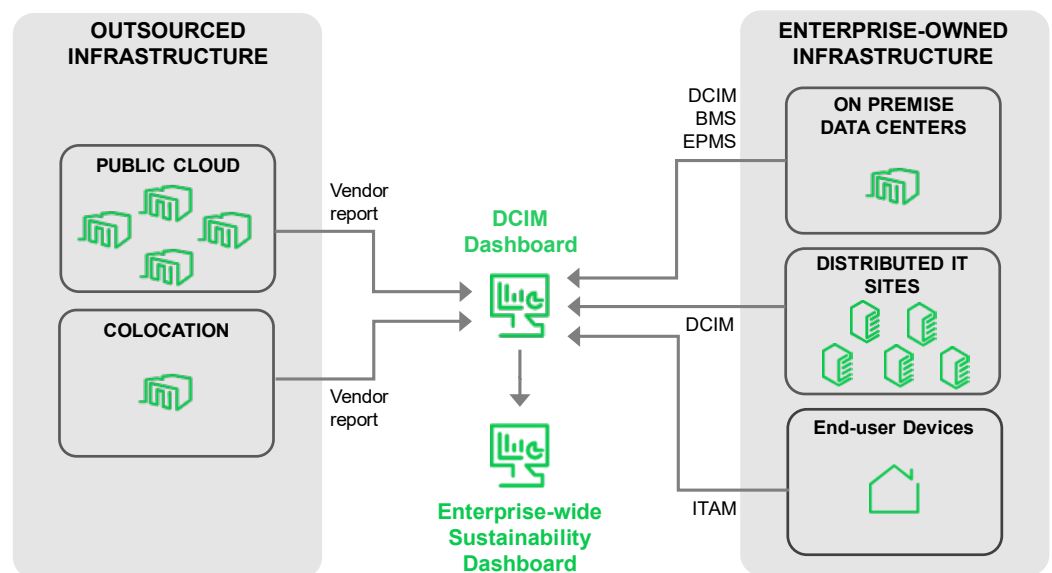 OUTSOURCED
INFRASTRUCTURE
PUBLIC CLOUD
COLOCATION
Vendor
report
Vendor
report
DCIM
Dashboard
Enterprise-wide
Sustainability
Dashboard
DCIM
BMS
EPMS
DCIM
ITAM
ENTERPRISE-OWNED
INFRASTRUCTURE
ON PREMISE
DATA CENTERS
DISTRIBUTED IT
SITES
End-user Devices